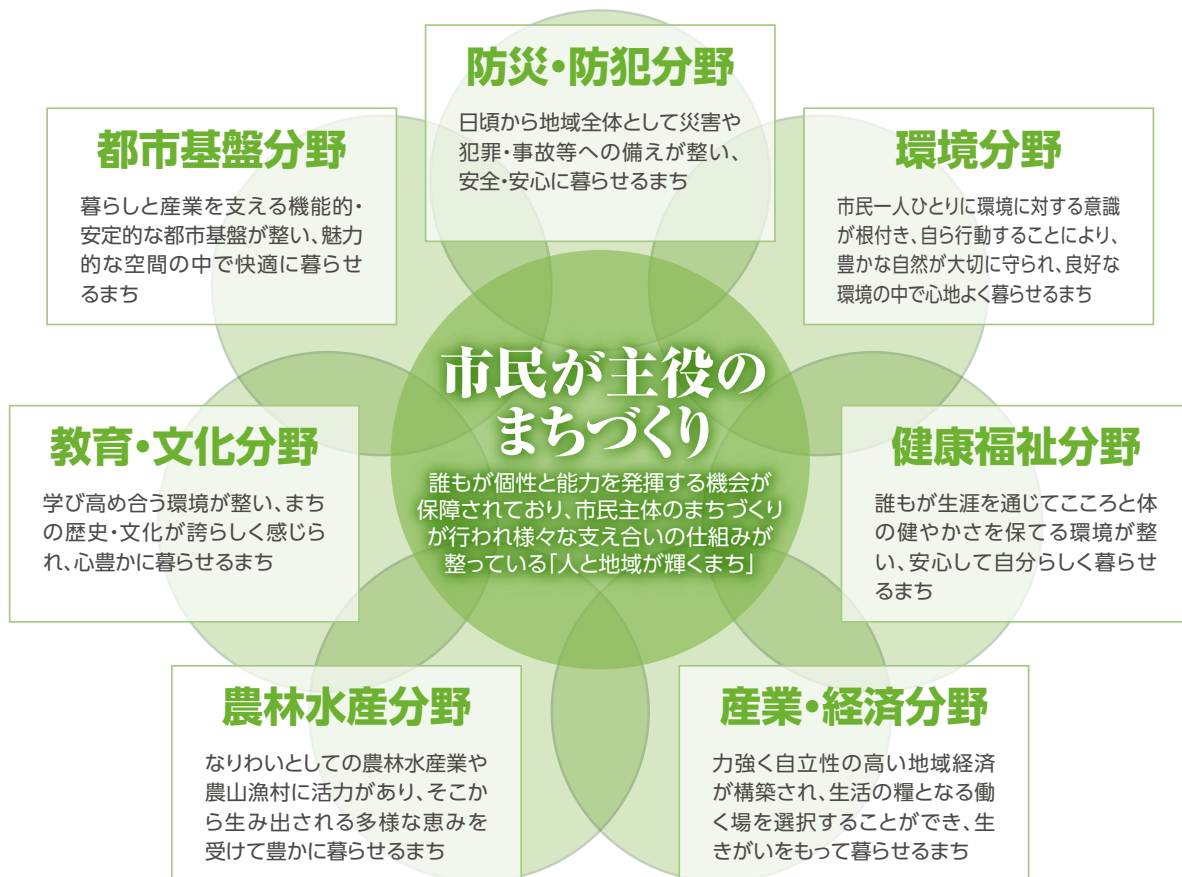 防災・防犯分野
日頃から地域全体として災害や
犯罪・事故等への備えが整い、
安全・安心に暮らせるまち
都市基盤分野
暮らしと産業を支える機能的・
安定的な都市基盤が整い、魅力
的な空間の中で快適に暮らせ
るまち
環境分野
市民一人ひとりに環境に対する意識
が根付き、自ら行動することにより、
豊かな自然が大切に守られ、良好な
環境の中で心地よく暮らせるまち
市民が主役の
まちづくり
誰もが個性と能力を発揮する機会が
保障されており、市民主体のまちづくり
が行われ様々な支え合いの仕組みが
整っている「人と地域が輝くまち」
教育・文化分野
学び高め合う環境が整い、まち
の歴史・文化が誇らしく感じら
れ、心豊かに暮らせるまち
健康福祉分野
誰もが生涯を通じてこころと体
の健やかさを保てる環境が整
い、安心して自分らしく暮らせ
るまち
農林水産分野
なりわいとしての農林水産業や
農山漁村に活力があり、そこか
ら生み出される多様な恵みを
受けて豊かに暮らせるまち
産業・経済分野
力強く自立性の高い地域経済
が構築され、生活の糧となる働
く場を選択することができ、生
きがいをもって暮らせるまち